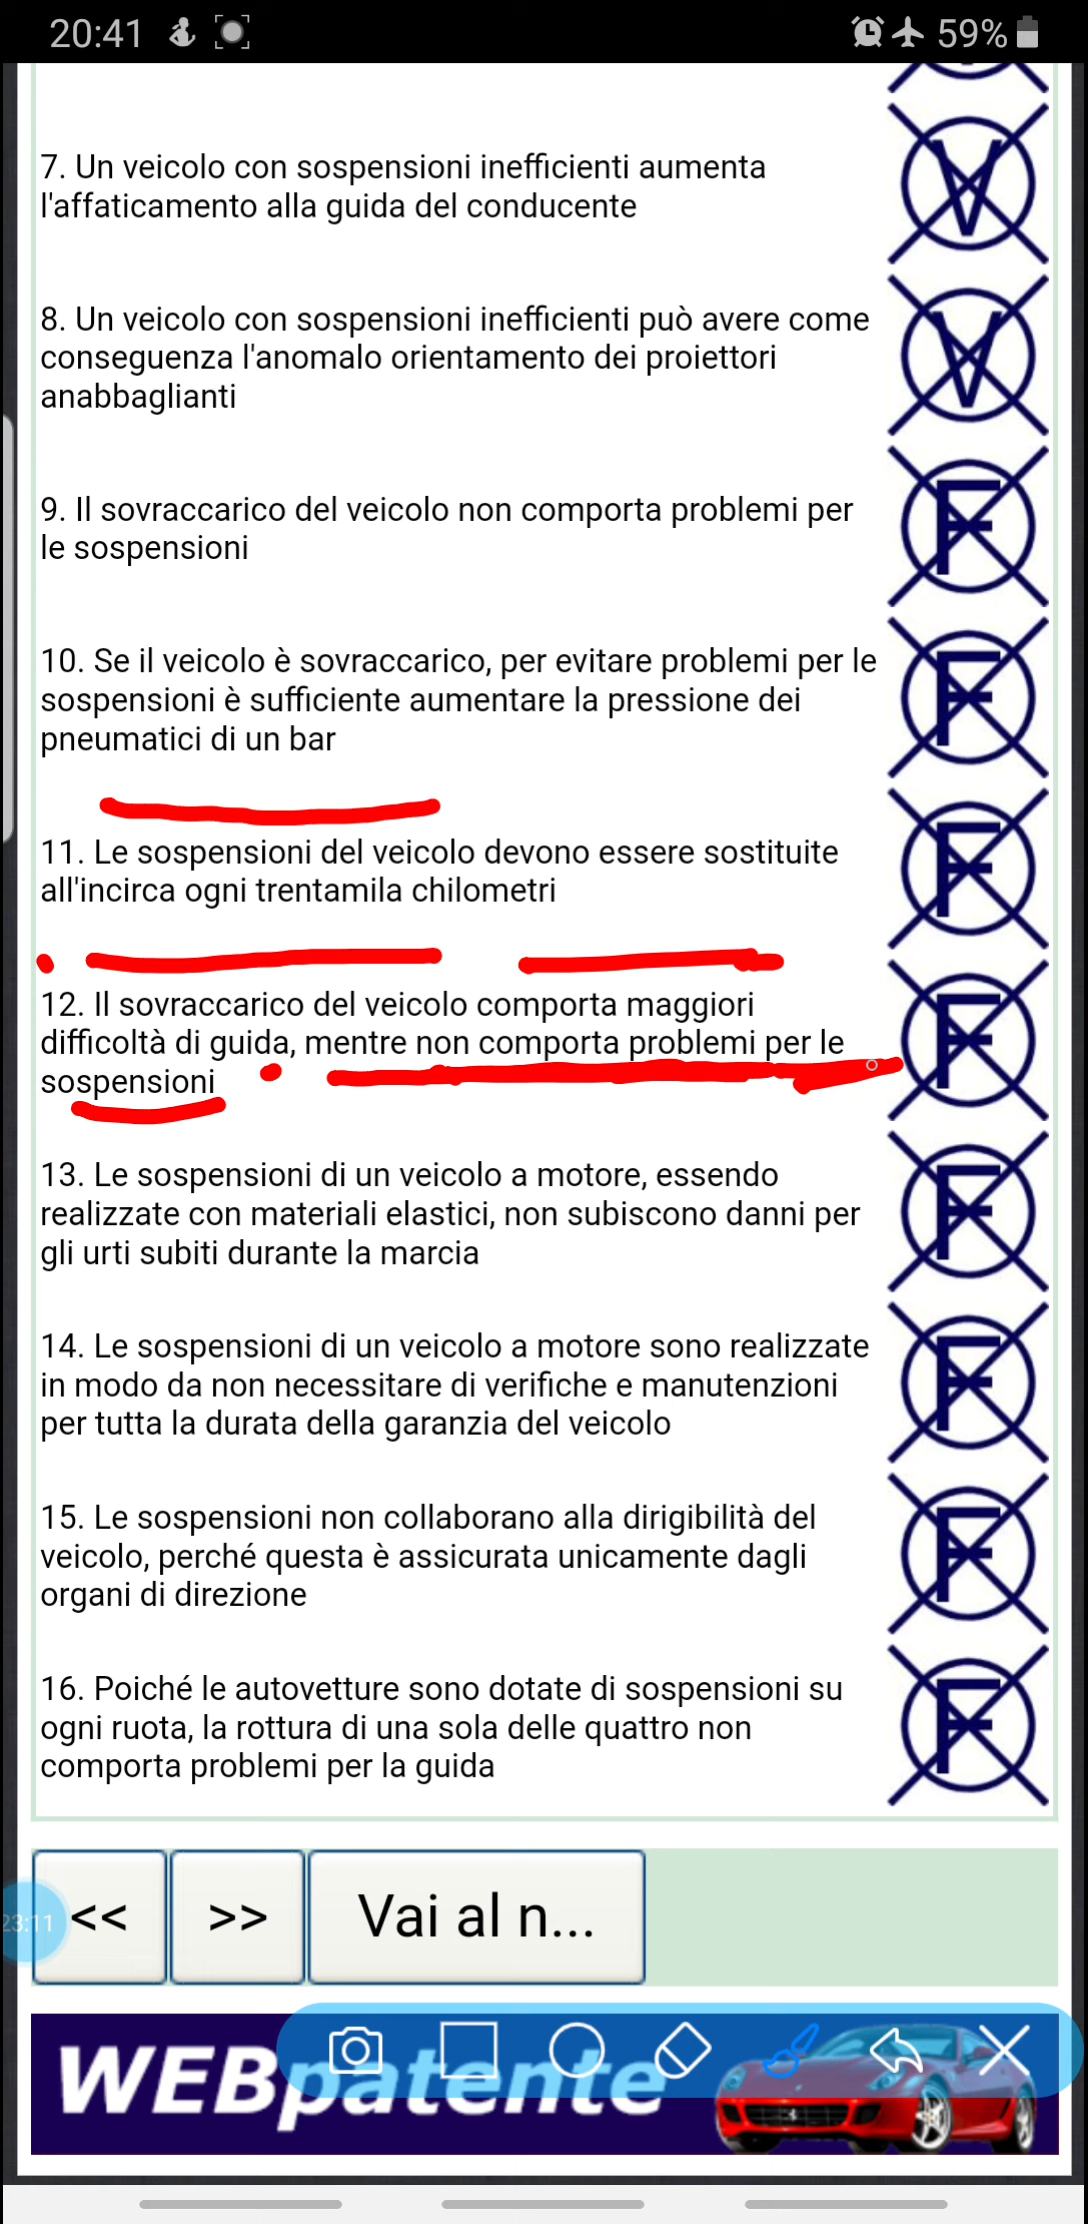 20:41
59%
7. Un veicolo con sospensioni inefficienti aumenta
l'affaticamento alla guida del conducente
V
8. Un veicolo con sospensioni inefficienti può avere come
conseguenza l'anomalo orientamento dei proiettori
anabbaglianti
V
9. Il sovraccarico del veicolo non comporta problemi per
le sospensioni
F
10. Se il veicolo è sovraccarico, per evitare problemi per le
sospensioni è sufficiente aumentare la pressione dei
pneumatici di un bar
F
11. Le sospensioni del veicolo devono essere sostituite
all'incirca ogni trentamila chilometri
F
12. Il sovraccarico del veicolo comporta maggiori
difficoltà di guida, mentre non comporta problemi per le
sospensioni
F
13. Le sospensioni di un veicolo a motore, essendo
realizzate con materiali elastici, non subiscono danni per
gli urti subiti durante la marcia
F
14. Le sospensioni di un veicolo a motore sono realizzate
in modo da non necessitare di verifiche e manutenzioni
per tutta la durata della garanzia del veicolo
F
15. Le sospensioni non collaborano alla dirigibilità del
veicolo, perché questa è assicurata unicamente dagli
organi di direzione
F
16. Poiché le autovetture sono dotate di sospensioni su
ogni ruota, la rottura di una sola delle quattro non
comporta problemi per la guida
F
23:11 << >> Vai al n...
WEBpatente